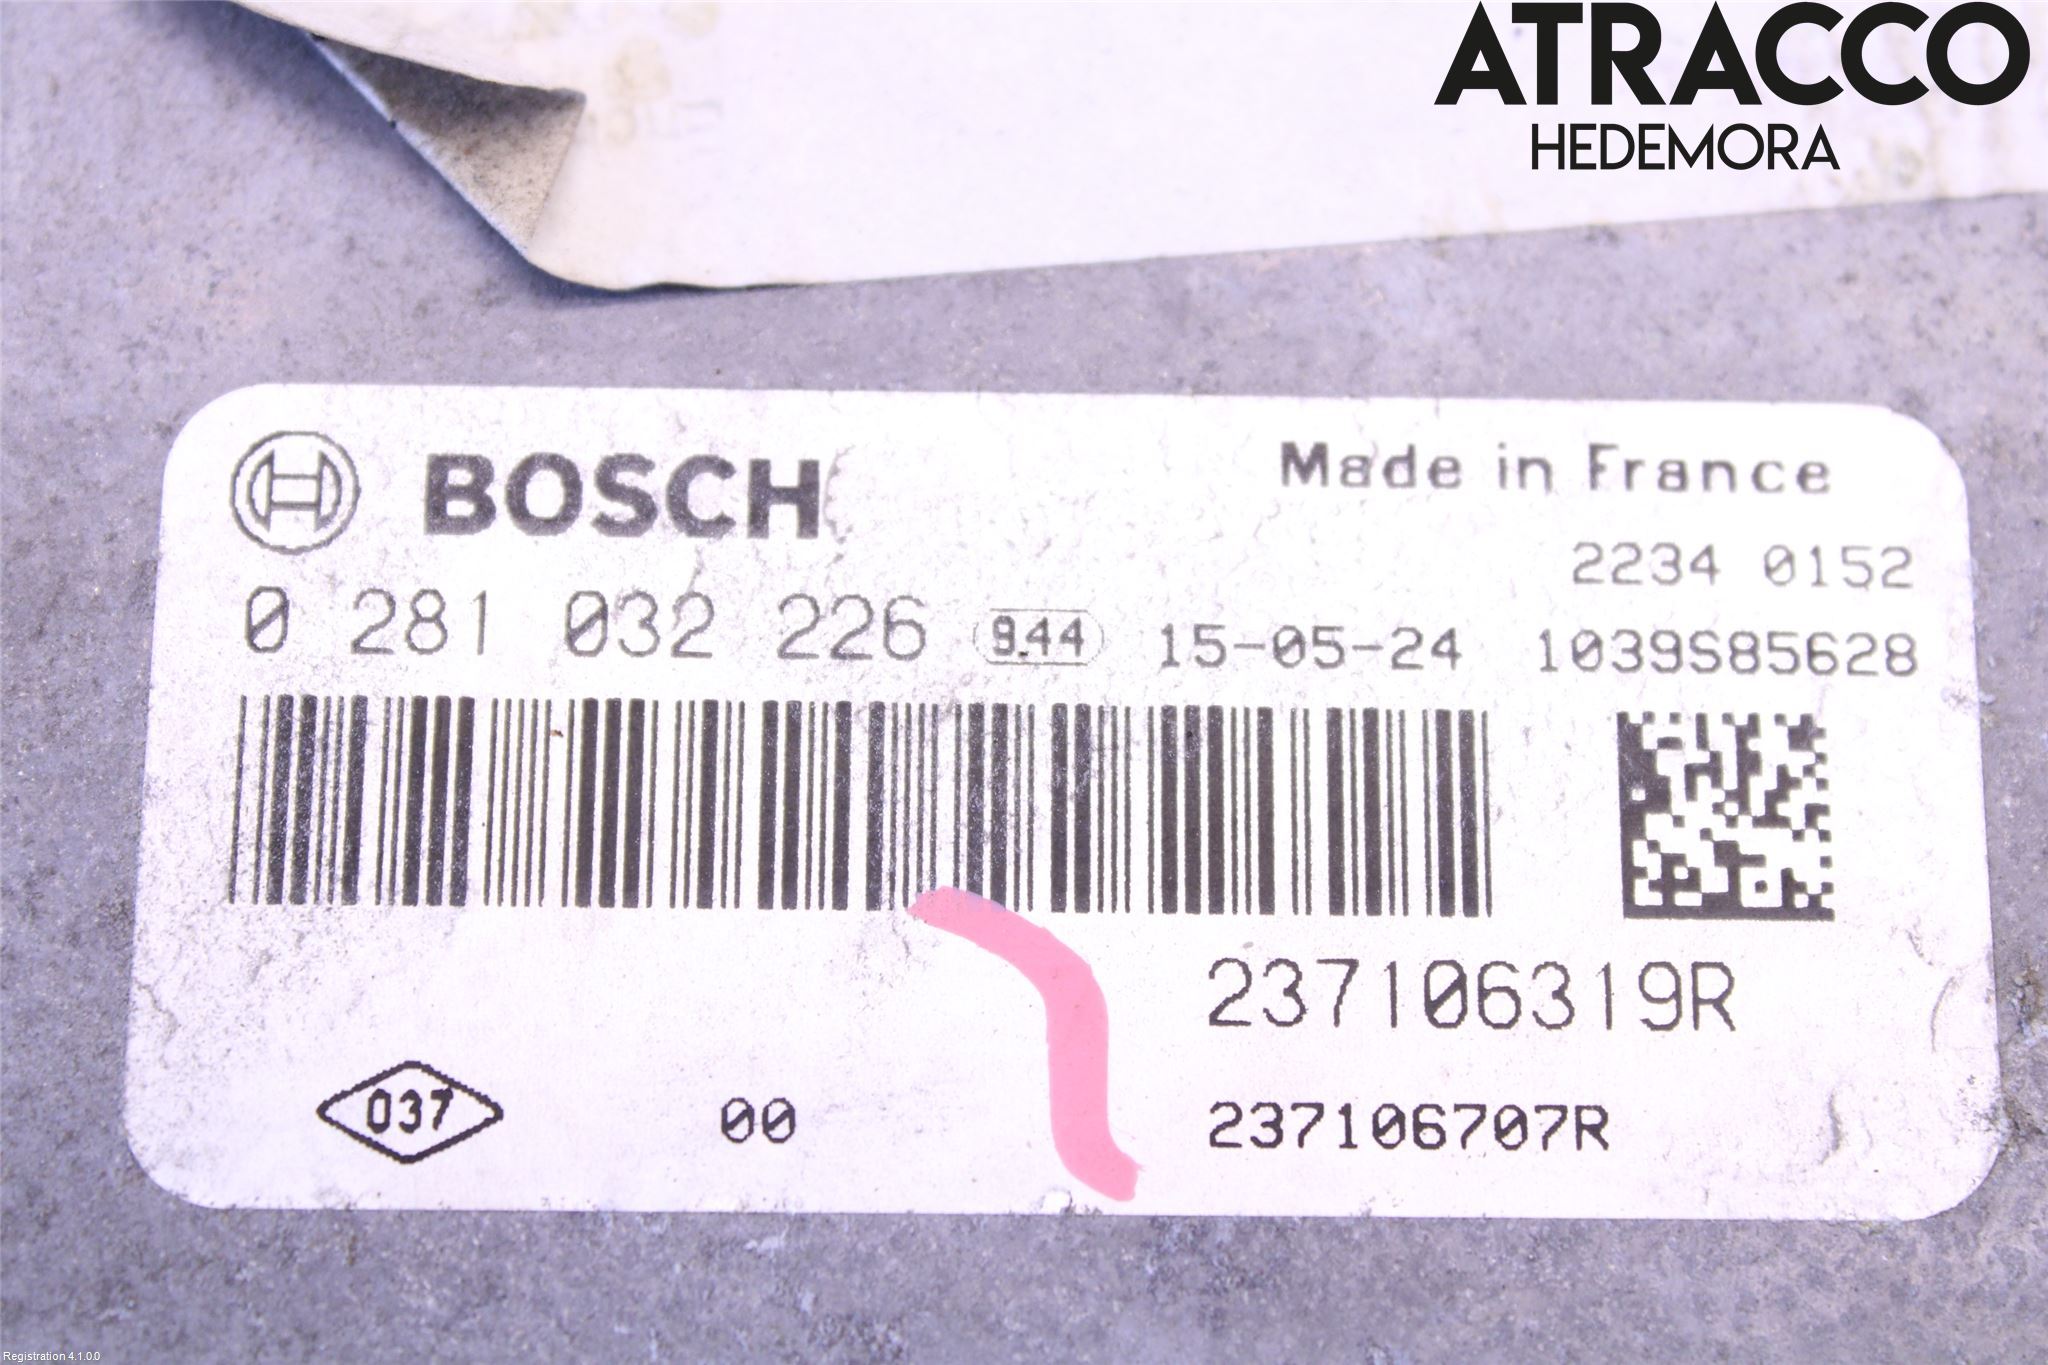 ATRACCO
HEDEMORA
BOSCH
Made in France
2234 0152
0 281 032 226 9.44 15-05-24 1039S85628
237106319R
037 00 237106707R
Registration 4.1.0.0